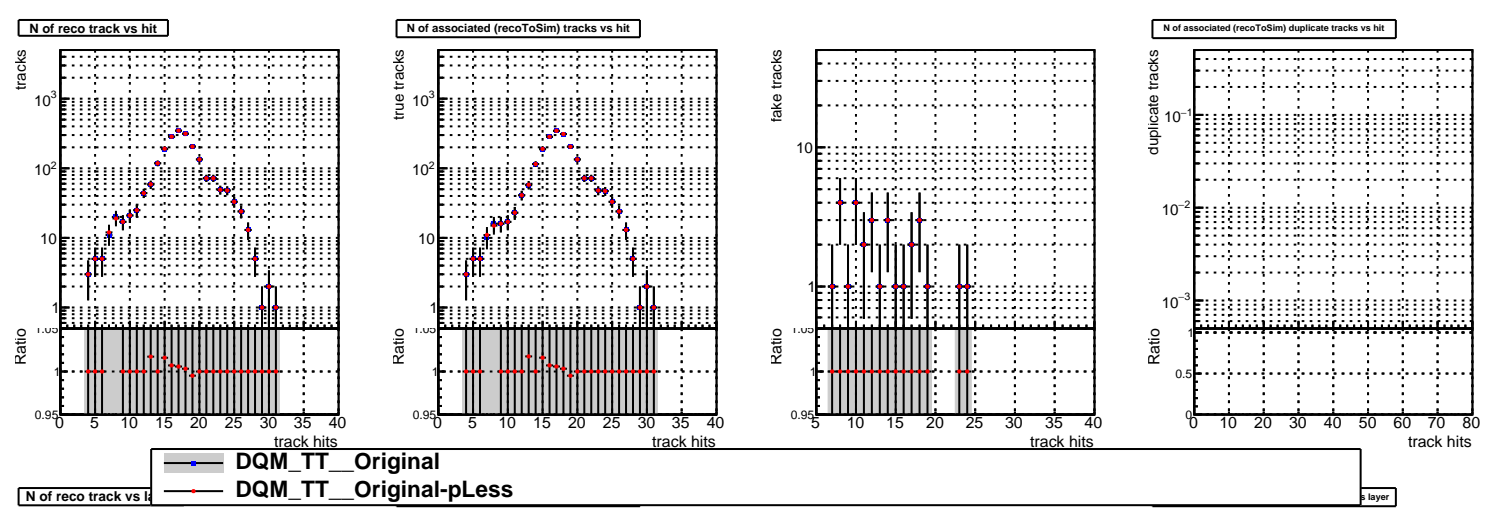 N of reco track vs hit
tracks
10³
10²
10
1
Ratio
1.05
1
0.95
0 5 10 15 20 25 30 35 40
track hits
N of associated (recoToSim) tracks vs hit
true tracks
10³
10²
10
1
Ratio
1.05
1
0.95
0 5 10 15 20 25 30 35 40
track hits
fake tracks
10
1
Ratio
1.05
1
0.95
5 10 15 20 25 30 35 40
track hits
N of associated (recoToSim) duplicate tracks vs hit
duplicate tracks
10⁻¹
10⁻²
10⁻³
Ratio
1
0.5
0
0 10 20 30 40 50 60 70 80
track hits
DQM_TT__Original
DQM_TT__Original-pLess
N of reco track vs la
s layer